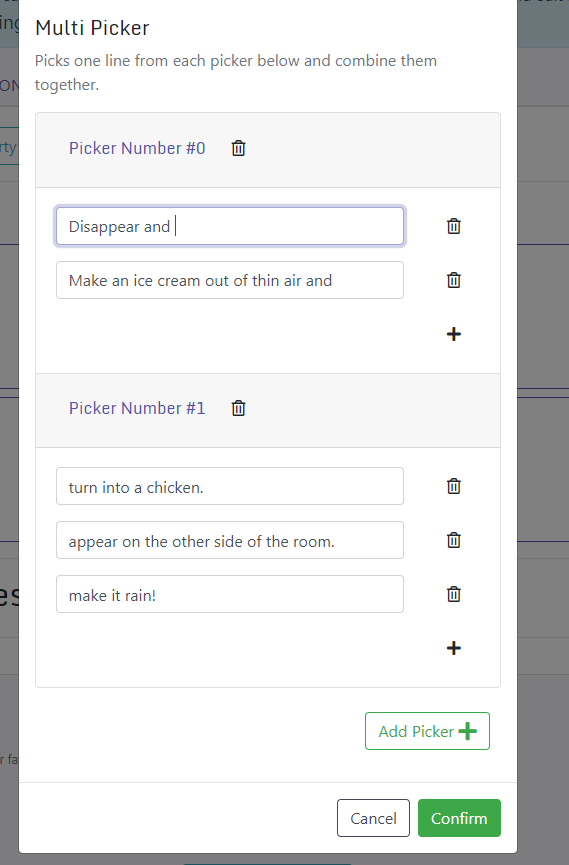 Multi Picker
Picks one line from each picker below and combine them
together.
Picker Number #0
Disappear and
Make an ice cream out of thin air and
Picker Number #1
turn into a chicken.
appear on the other side of the room.
make it rain!
Add Picker
Cancel
Confirm